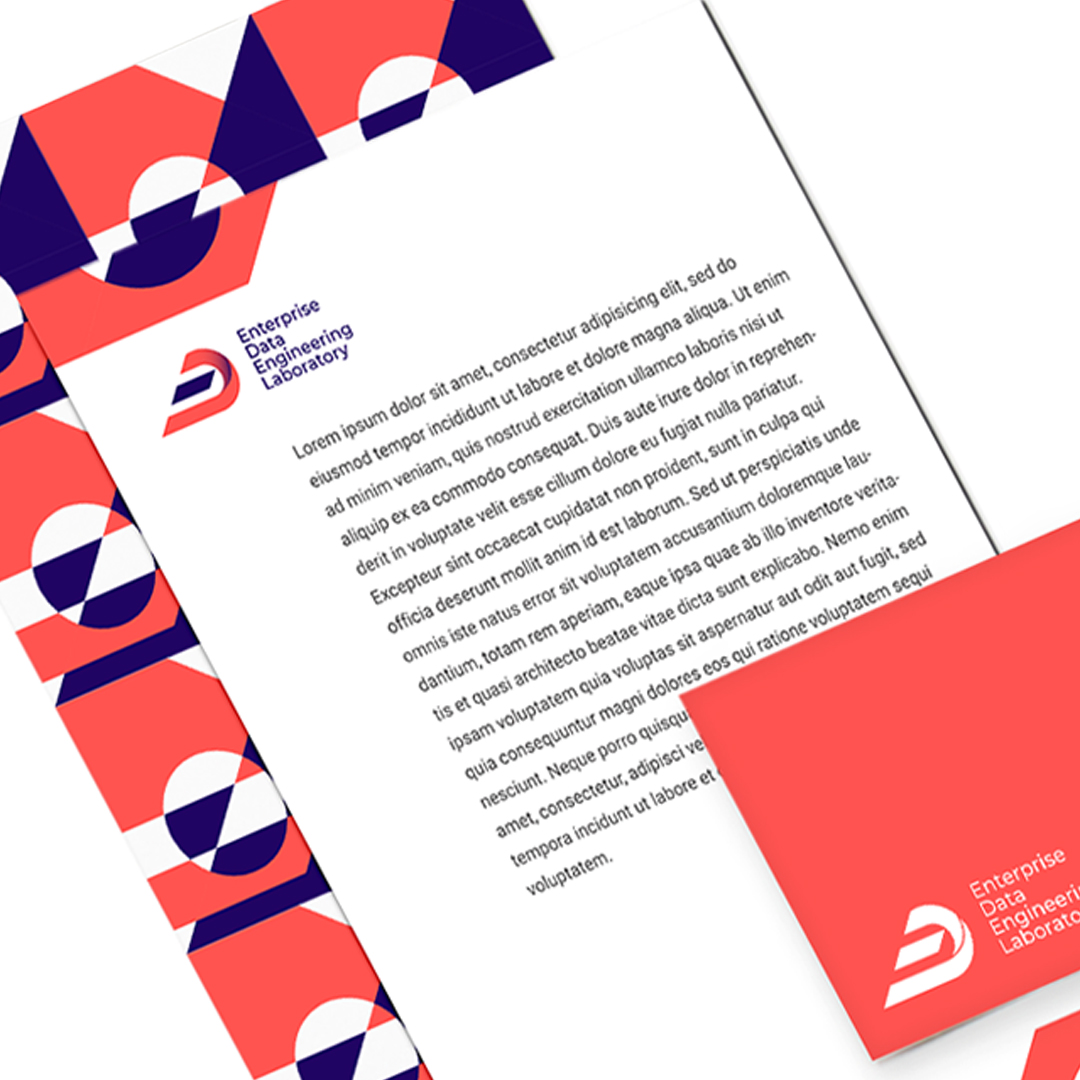 Enterprise
Data
Engineering
Laboratory
Lorem ipsum dolor sit amet, consectetur adipisicing elit, sed do
eiusmod tempor incididunt ut labore et dolore magna aliqua. Ut enim
ad minim veniam, quis nostrud exercitation ullamco laboris nisi ut
aliquip ex ea commodo consequat. Duis aute irure dolor in reprehen-
derit in voluptate velit esse cillum dolore eu fugiat nulla pariatur.
Excepteur sint occaecat cupidatat non proident, sunt in culpa qui
officia deserunt mollit anim id est laborum. Sed ut perspiciatis unde
omnis iste natus error sit voluptatem accusantium doloremque lau-
dantium, totam rem aperiam, eaque ipsa quae ab illo inventore verita-
tis et quasi architecto beatae vitae dicta sunt explicabo. Nemo enim
ipsam voluptatem quia voluptas sit aspernatur aut odit aut fugit, sed
quia consequuntur magni dolores eos qui ratione voluptatem sequi
nesciunt. Neque porro quisqu
amet, consectetur, adipisci ve
tempora incidunt ut labore et
voluptatem.
Enterprise
Data
Engineeri
Laborato